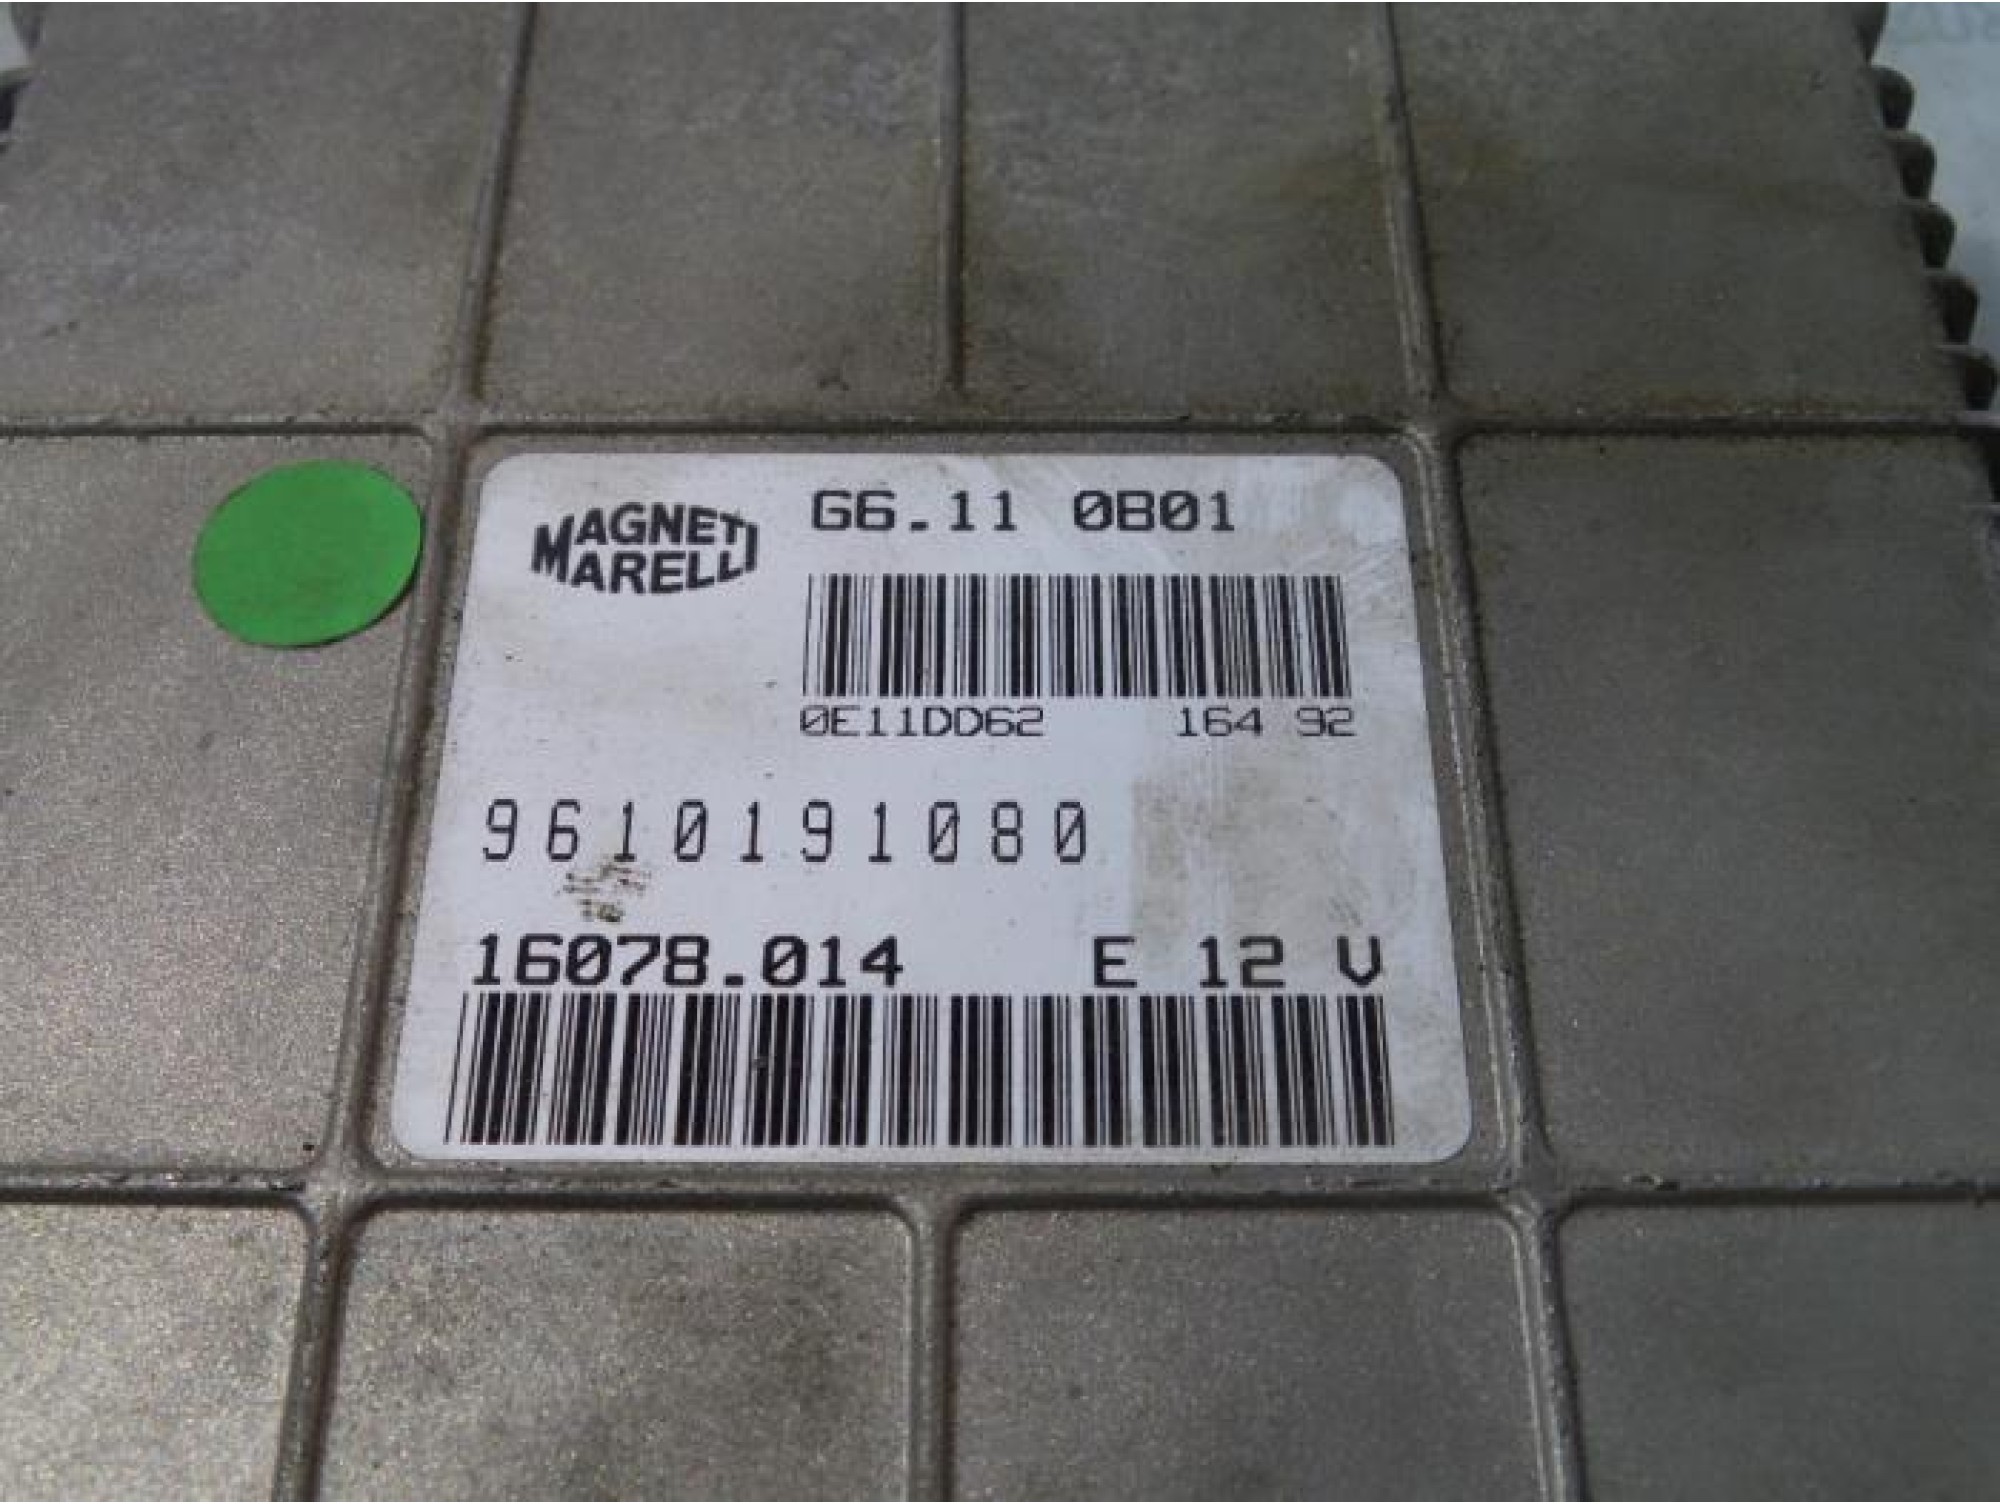 MAGNETI
MARELLI
G6.11 0B01
0E11DD62 164 92
9610191080
16078.014 E 12 V